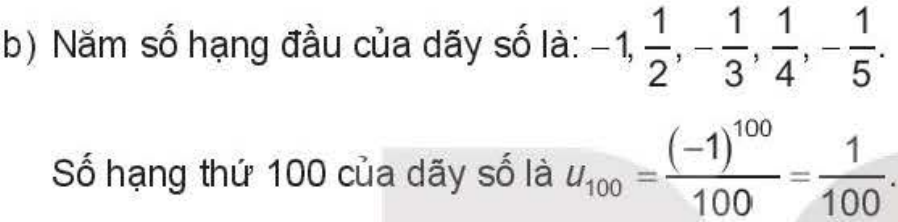 b) Năm số hạng đầu của dãy số là: −1, 1/2, −1/3, 1/4, −1/5.
Số hạng thứ 100 của dãy số là u₁₀₀ = (−1)¹⁰⁰/100 = 1/100.